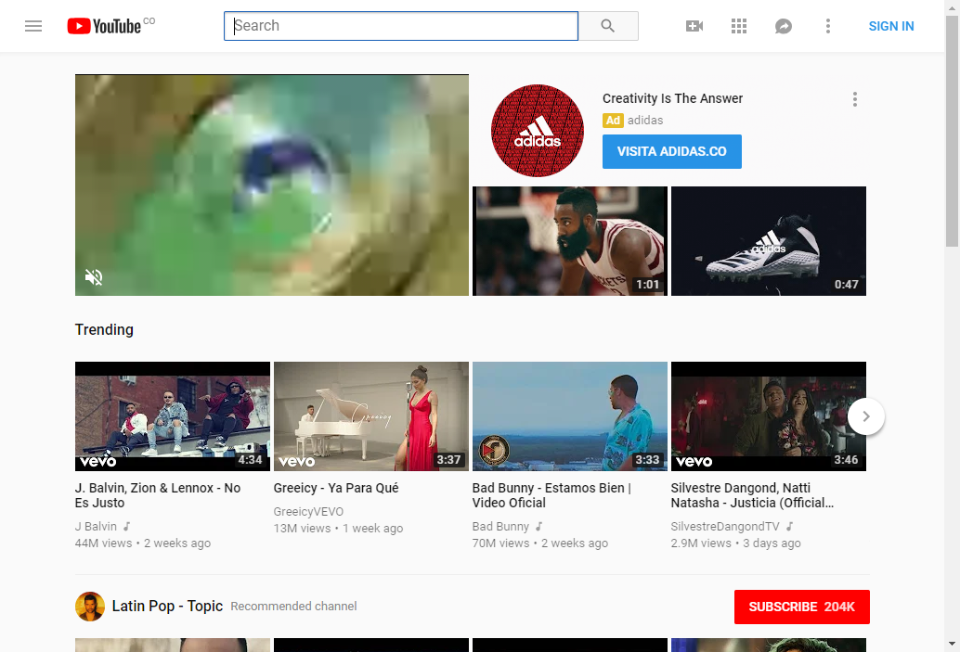 YouTube CO
Search
SIGN IN
Creativity Is The Answer
Ad adidas
VISITA ADIDAS.CO
adidas
1:01
adidas
0:47
Trending
vevo 4:34
Greeicy
vevo 3:37
3:33
vevo 3:46
J. Balvin, Zion & Lennox - No
Es Justo
J Balvin
44M views • 2 weeks ago
Greeicy - Ya Para Qué
GreeicyVEVO
13M views • 1 week ago
Bad Bunny - Estamos Bien |
Video Oficial
Bad Bunny
70M views • 2 weeks ago
Silvestre Dangond, Natti
Natasha - Justicia (Official...
SilvestreDangondTV
2.9M views • 3 days ago
Latin Pop - Topic Recommended channel
SUBSCRIBE 204K